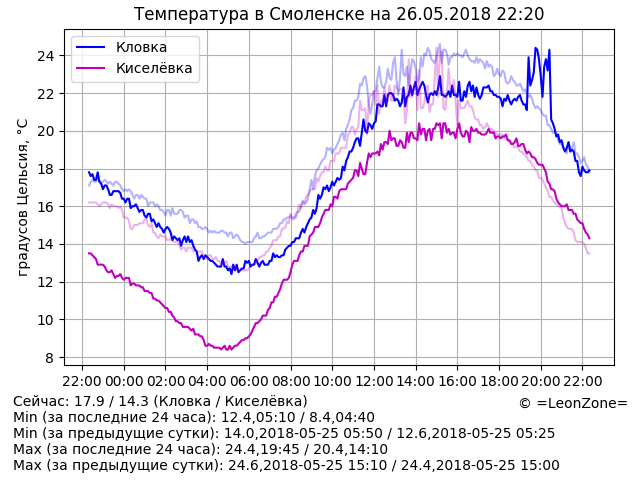 Температура в Смоленске на 26.05.2018 22:20
Кловка
Киселёвка
градусов Цельсия, °C
24
22
20
18
16
14
12
10
8
22:00 00:00 02:00 04:00 06:00 08:00 10:00 12:00 14:00 16:00 18:00 20:00 22:00
Сейчас: 17.9 / 14.3 (Кловка / Киселёвка)
© =LeonZone=
Min (за последние 24 часа): 12.4,05:10 / 8.4,04:40
Min (за предыдущие сутки): 14.0,2018-05-25 05:50 / 12.6,2018-05-25 05:25
Max (за последние 24 часа): 24.4,19:45 / 20.4,14:10
Max (за предыдущие сутки): 24.6,2018-05-25 15:10 / 24.4,2018-05-25 15:00